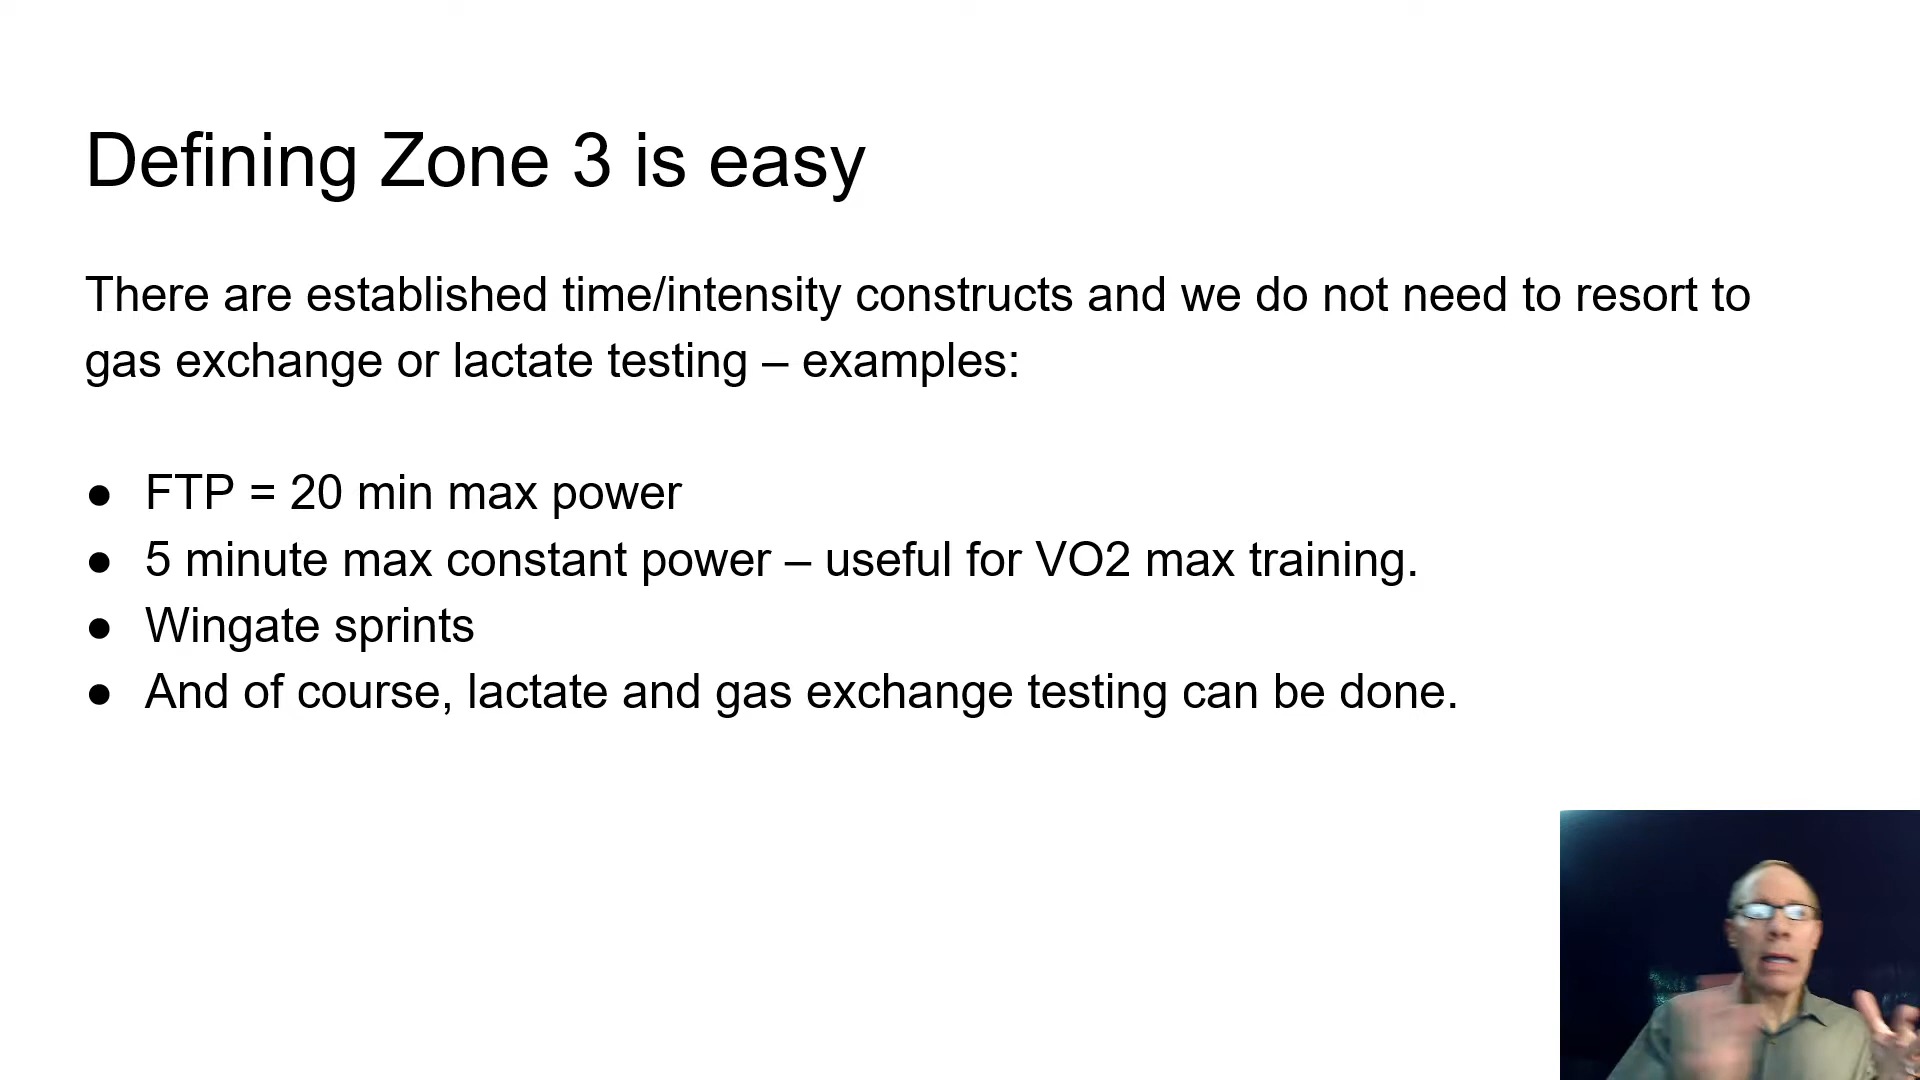 Defining Zone 3 is easy
There are established time/intensity constructs and we do not need to resort to
gas exchange or lactate testing – examples:
● FTP = 20 min max power
● 5 minute max constant power – useful for VO2 max training.
● Wingate sprints
● And of course, lactate and gas exchange testing can be done.